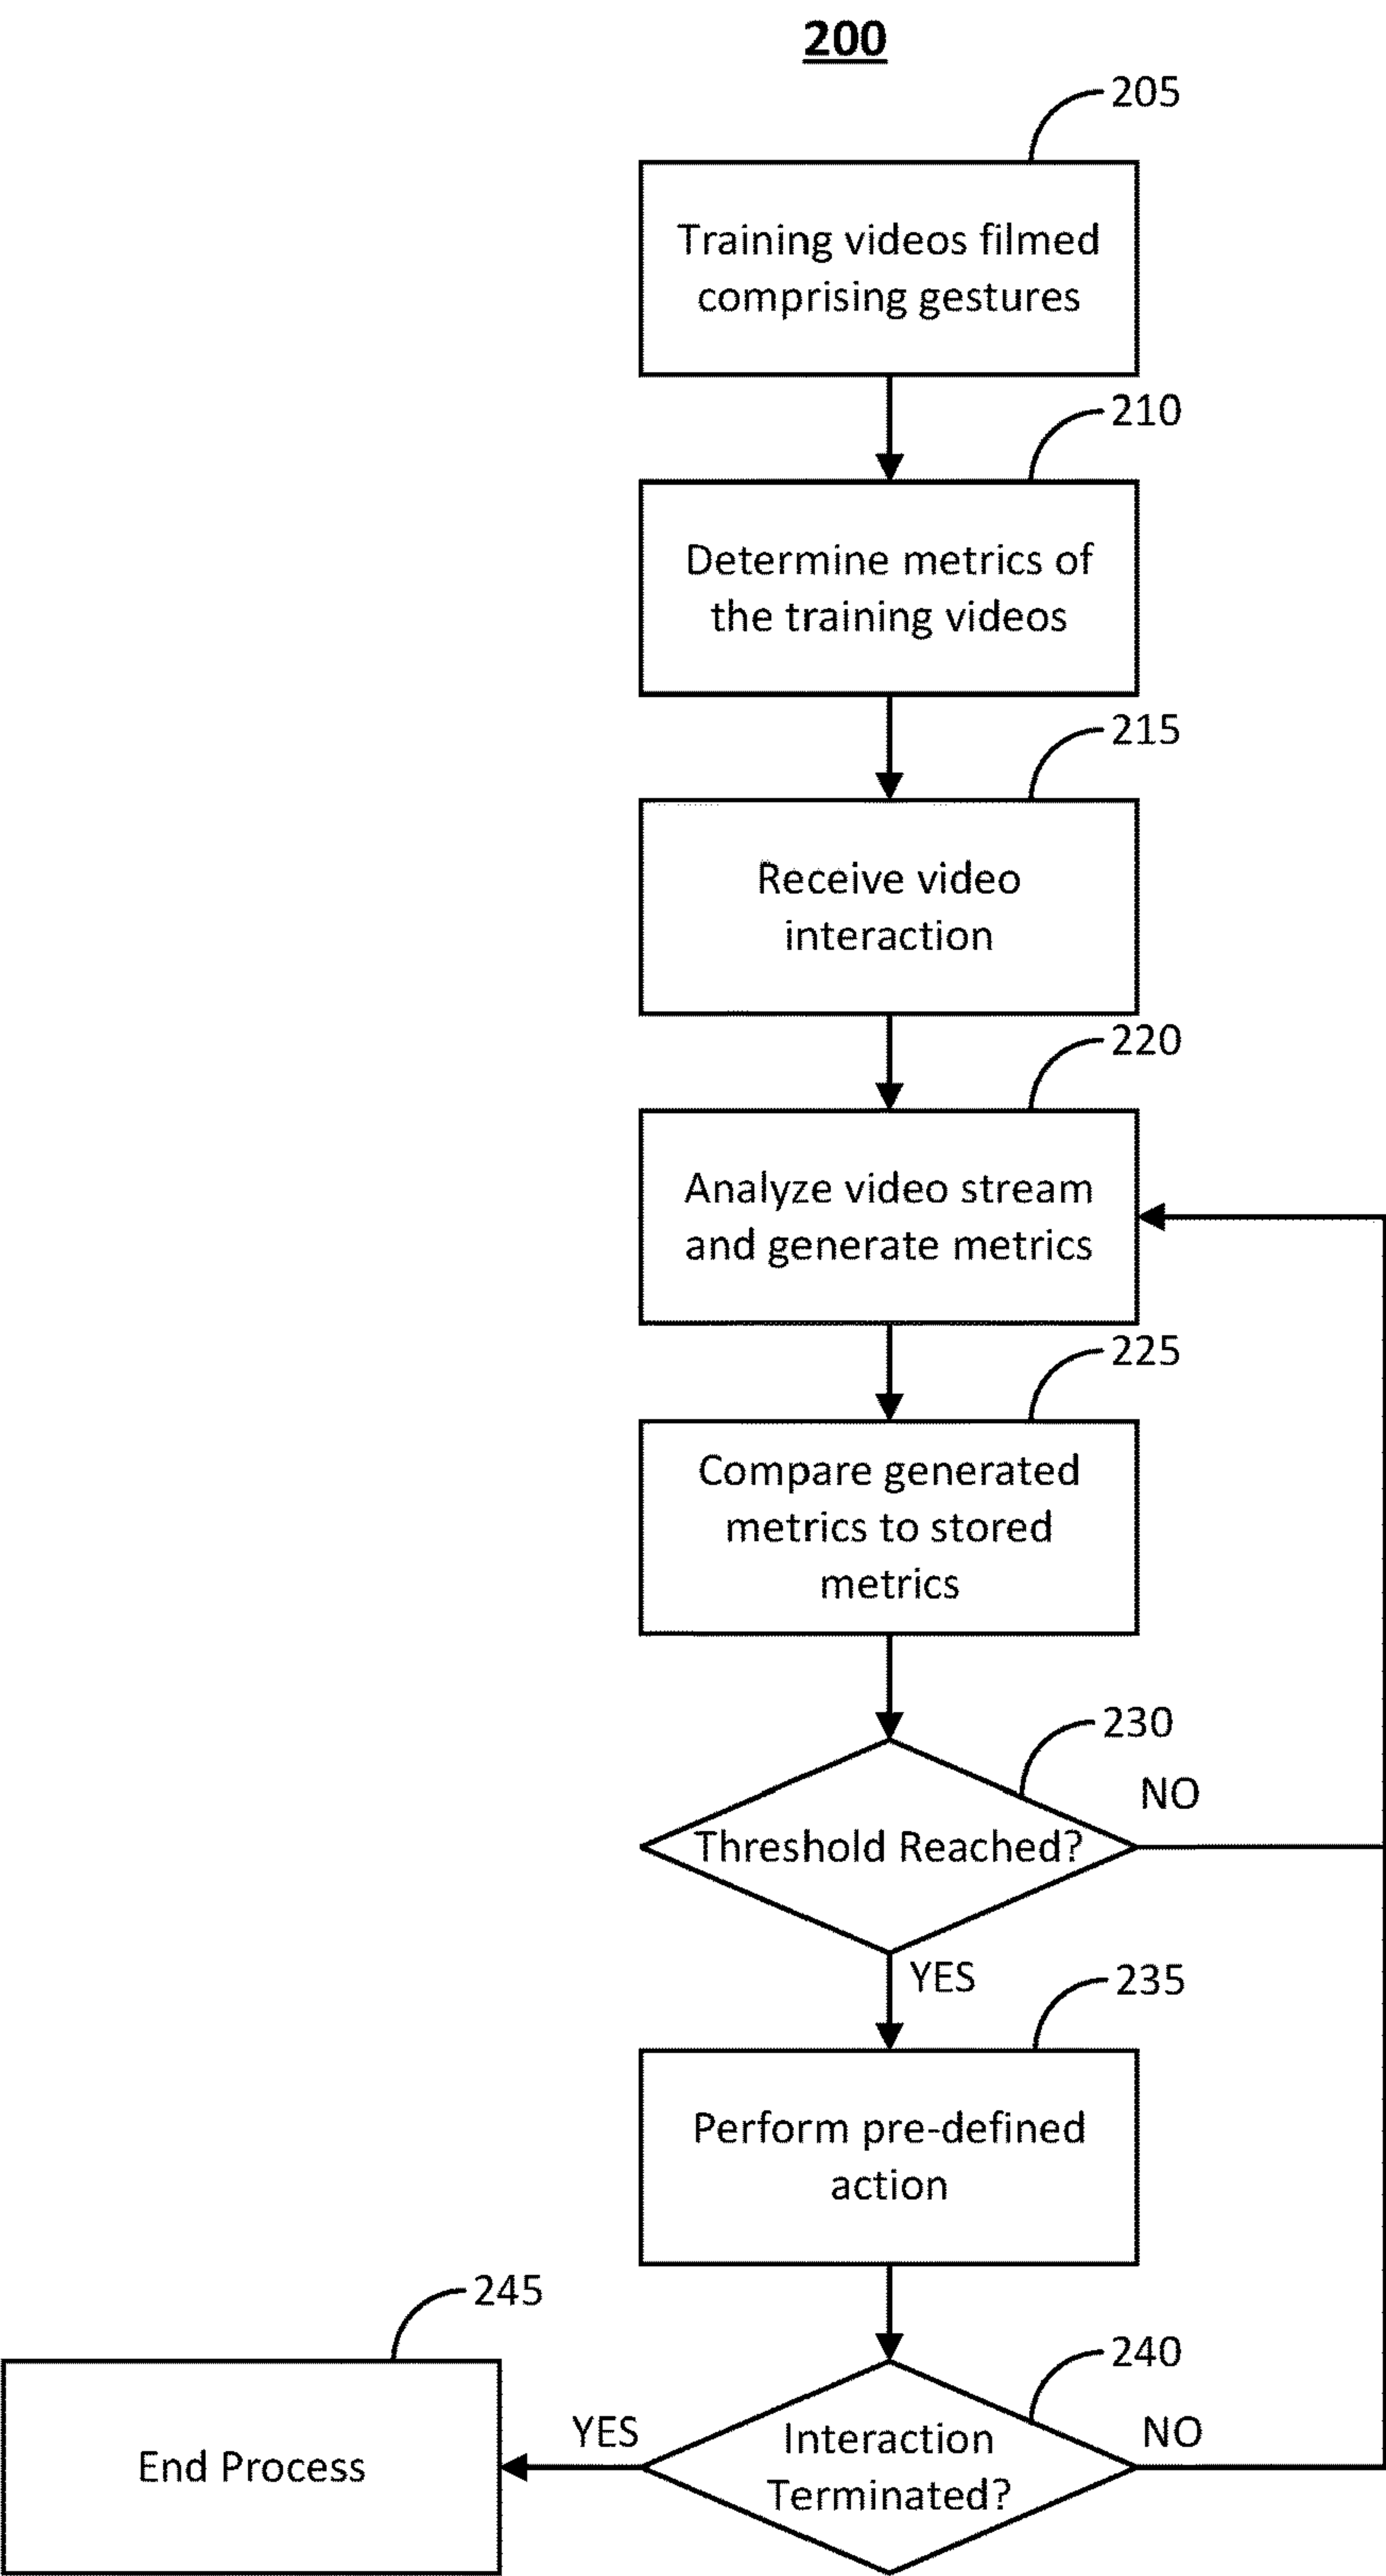 200
205
Training videos filmed
comprising gestures
210
Determine metrics of
the training videos
215
Receive video
interaction
220
Analyze video stream
and generate metrics
225
Compare generated
metrics to stored
metrics
230
NO
Threshold Reached?
YES
235
Perform pre-defined
action
245
240
End Process
YES
Interaction
Terminated?
NO